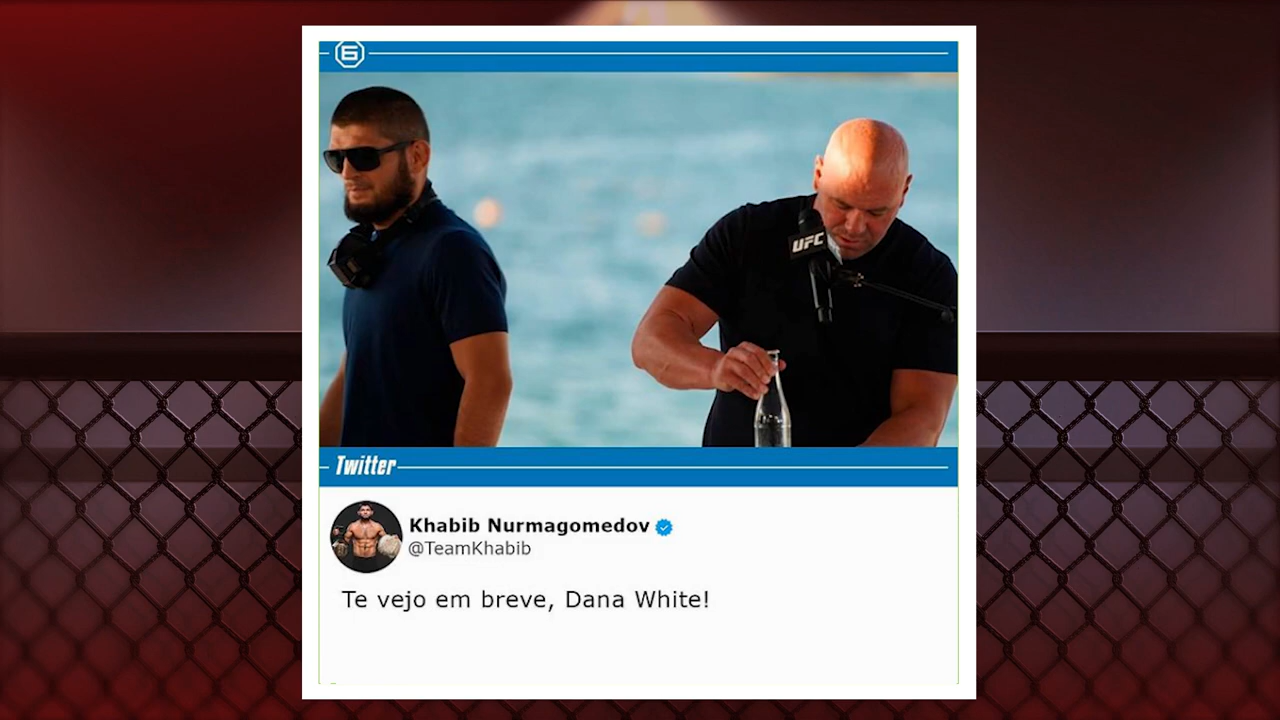 6
UFC
Twitter
Khabib Nurmagomedov
@TeamKhabib
Te vejo em breve, Dana White!